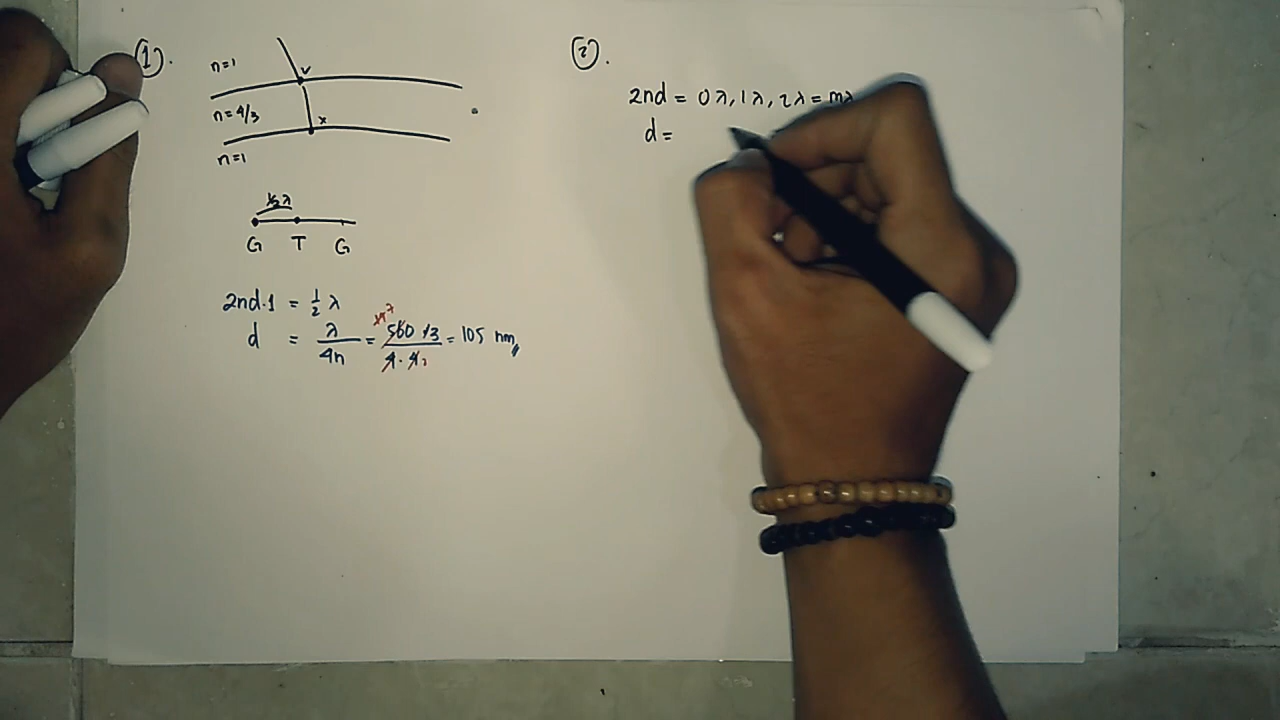 1.
n=1
v
n=4/3
x
n=1
½λ
G T G
2nd·1 = ½ λ
d = λ/4n = 560·3/4·4 = 105 nm
2.
2nd = 0λ, 1λ, 2λ = mλ
d =